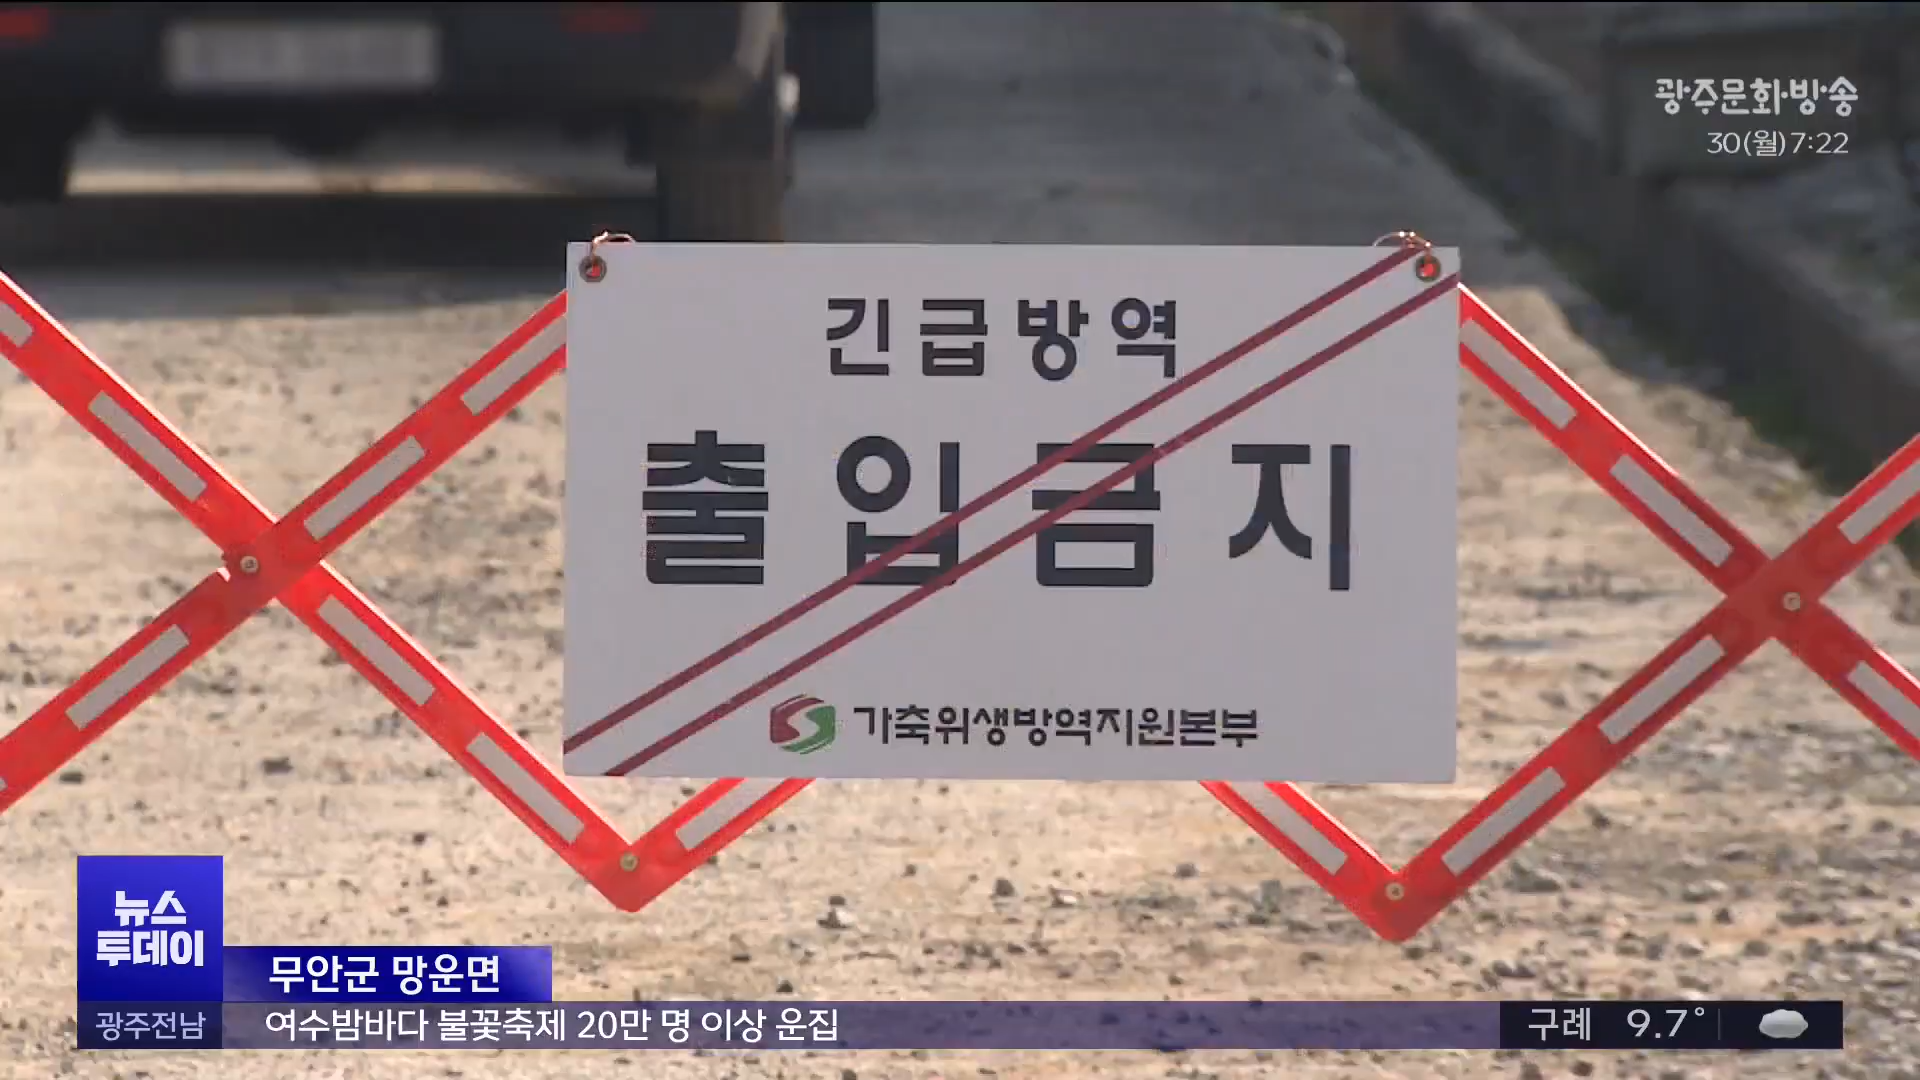 광주문화방송
30(월) 7:22
긴급방역
출입금지
가축위생방역지원본부
뉴스
투데이
무안군 망운면
광주전남
여수밤바다 불꽃축제 20만 명 이상 운집
구례 9.7°